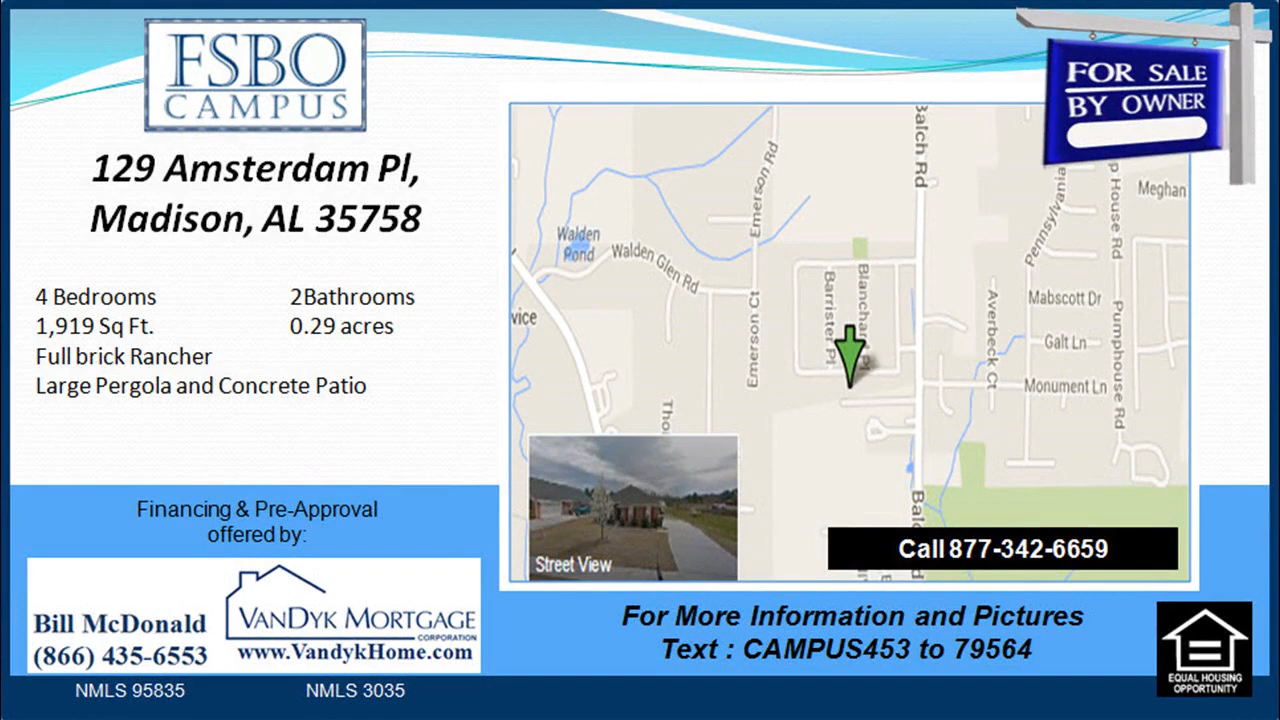 FSBO
CAMPUS
FOR SALE
BY OWNER
129 Amsterdam Pl,
Madison, AL 35758
4 Bedrooms 2Bathrooms
1,919 Sq Ft. 0.29 acres
Full brick Rancher
Large Pergola and Concrete Patio
Balch Rd
Emerson Rd
Meghan
Walden
Pond
Walden Glen Rd
Pennsylvani
p House Rd
vice
Emerson Ct
Barrister Pl
Blanchard Pl
Averbeck Ct
Mabscott Dr
Galt Ln
Monument Ln
Pumphouse Rd
Tho
Street View
Call 877-342-6659
Financing & Pre-Approval
offered by:
Bill McDonald
(866) 435-6553
VANDYK MORTGAGE
CORPORATION
www.VandykHome.com
NMLS 95835 NMLS 3035
For More Information and Pictures
Text : CAMPUS453 to 79564
EQUAL HOUSING
OPPORTUNITY